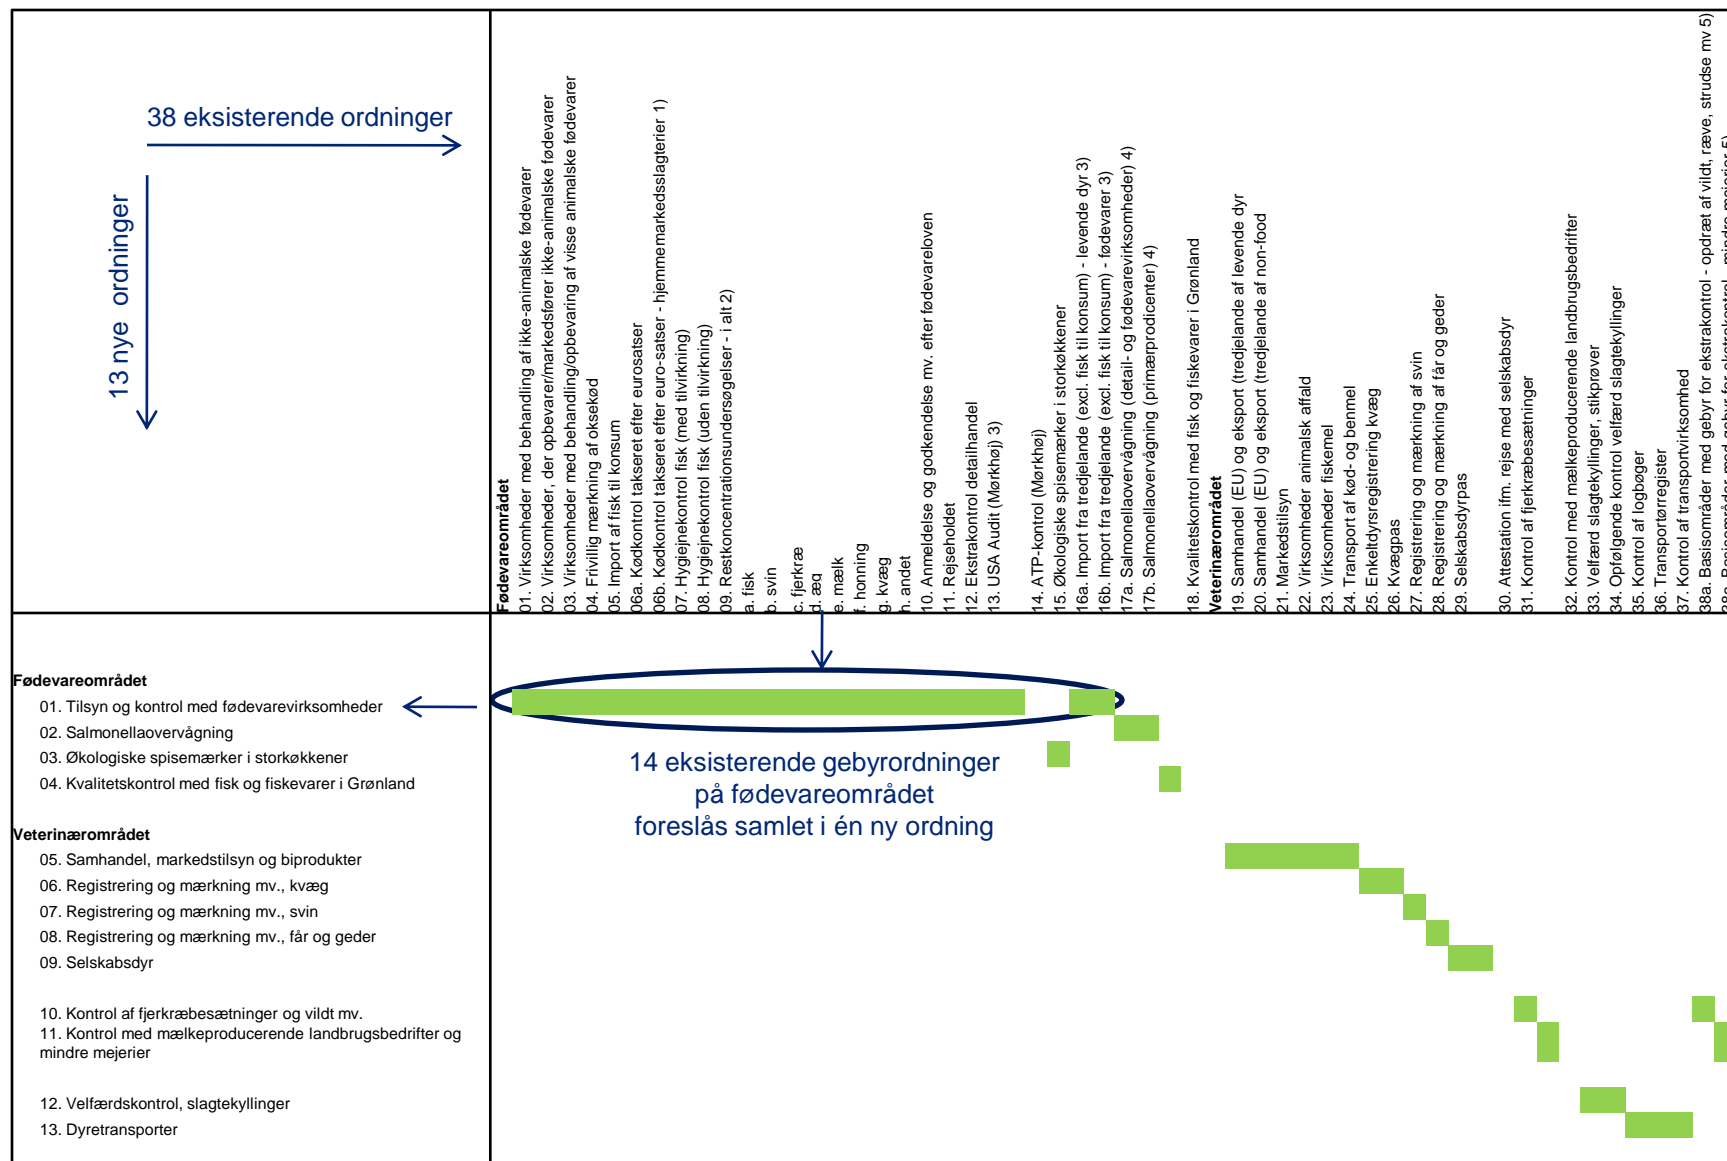 38 eksisterende ordninger
13 nye ordninger
Fødevareområdet
01. Virksomheder med behandling af ikke-animalske fødevarer
02. Virksomheder, der opbevarer/markedsfører ikke-animalske fødevarer
03. Virksomheder med behandling/opbevaring af visse animalske fødevarer
04. Frivillig mærkning af oksekød
05. Import af fisk til konsum
06a. Kødkontrol takseret efter eurosatser
06b. Kødkontrol takseret efter euro-satser - hjemmemarkedsslagterier 1)
07. Hygiejnekontrol fisk (med tilvirkning)
08. Hygiejnekontrol fisk (uden tilvirkning)
09. Restkoncentrationsundersøgelser - i alt 2)
a. fisk
b. svin
c. fjerkræ
d. æg
e. mælk
f. honning
g. kvæg
h. andet
10. Anmeldelse og godkendelse mv. efter fødevareloven
11. Rejseholdet
12. Ekstrakontrol detailhandel
13. USA Audit (Mørkhøj) 3)
14. ATP-kontrol (Mørkhøj)
15. Økologiske spisemærker i storkøkkener
16a. Import fra tredjelande (excl. fisk til konsum) - levende dyr 3)
16b. Import fra tredjelande (excl. fisk til konsum) - fødevarer 3)
17a. Salmonellaovervågning (detail- og fødevarevirksomheder) 4)
17b. Salmonellaovervågning (primærprodicenter) 4)
18. Kvalitetskontrol med fisk og fiskevarer i Grønland
Veterinærområdet
19. Samhandel (EU) og eksport (tredjelande af levende dyr
20. Samhandel (EU) og eksport (tredjelande af non-food
21. Markedstilsyn
22. Virksomheder animalsk affald
23. Virksomheder fiskemel
24. Transport af kød- og benmel
25. Enkeltdyrsregistrering kvæg
26. Kvægpas
27. Registrering og mærkning af svin
28. Registrering og mærkning af får og geder
29. Selskabsdyrpas
30. Attestation ifm. rejse med selskabsdyr
31. Kontrol af fjerkræbesætninger
32. Kontrol med mælkeproducerende landbrugsbedrifter
33. Velfærd slagtekyllinger, stikprøver
34. Opfølgende kontrol velfærd slagtekyllinger
35. Kontrol af logbøger
36. Transportørregister
37. Kontrol af transportvirksomhed
38a. Basisområder med geby for ekstrakontrol - opdræt af vildt, ræve, strudse mv 5)
Basisområder med gebyr for ekstrakontrol - mindre mejerier 5)
Fødevareområdet
01. Tilsyn og kontrol med fødevarevirksomheder
02. Salmonellaovervågning
03. Økologiske spisemærker i storkøkkener
04. Kvalitetskontrol med fisk og fiskevarer i Grønland
14 eksisterende gebyrordninger
på fødevareområdet
foreslås samlet i én ny ordning
Veterinærområdet
05. Samhandel, markedstilsyn og biprodukter
06. Registrering og mærkning mv., kvæg
07. Registrering og mærkning mv., svin
08. Registrering og mærkning mv., får og geder
09. Selskabsdyr
10. Kontrol af fjerkræbesætninger og vildt mv.
11. Kontrol med mælkeproducerende landbrugsbedrifter og
mindre mejerier
12. Velfærdskontrol, slagtekyllinger
13. Dyretransporter